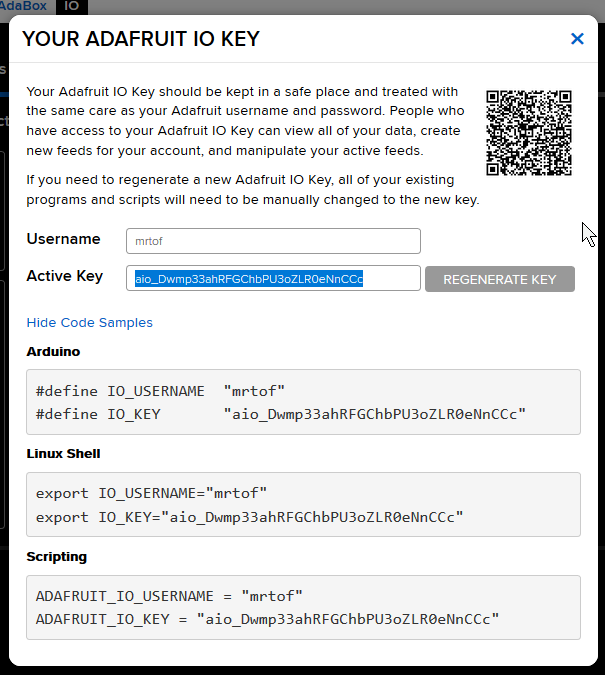 AdaBox IO
YOUR ADAFRUIT IO KEY
Your Adafruit IO Key should be kept in a safe place and treated with
the same care as your Adafruit username and password. People who
have access to your Adafruit IO Key can view all of your data, create
new feeds for your account, and manipulate your active feeds.
If you need to regenerate a new Adafruit IO Key, all of your existing
programs and scripts will need to be manually changed to the new key.
Username mrtof
Active Key aio_Dwmp33ahRFGChbPU3oZLR0eNnCCc REGENERATE KEY
Hide Code Samples
Arduino
#define IO_USERNAME  "mrtof"
#define IO_KEY       "aio_Dwmp33ahRFGChbPU3oZLR0eNnCCc"
Linux Shell
export IO_USERNAME="mrtof"
export IO_KEY="aio_Dwmp33ahRFGChbPU3oZLR0eNnCCc"
Scripting
ADAFRUIT_IO_USERNAME = "mrtof"
ADAFRUIT_IO_KEY = "aio_Dwmp33ahRFGChbPU3oZLR0eNnCCc"